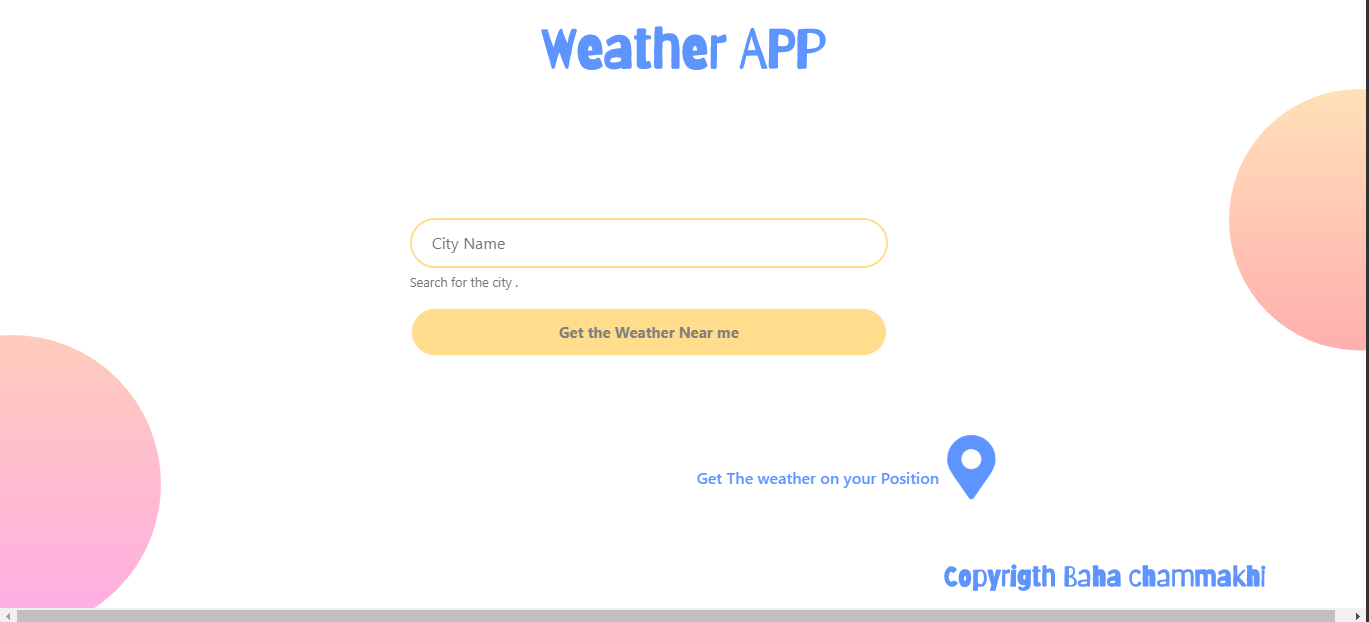 Weather APP
City Name
Search for the city .
Get the Weather Near me
Get The weather on your Position
Copyrigth Baha chammakhi